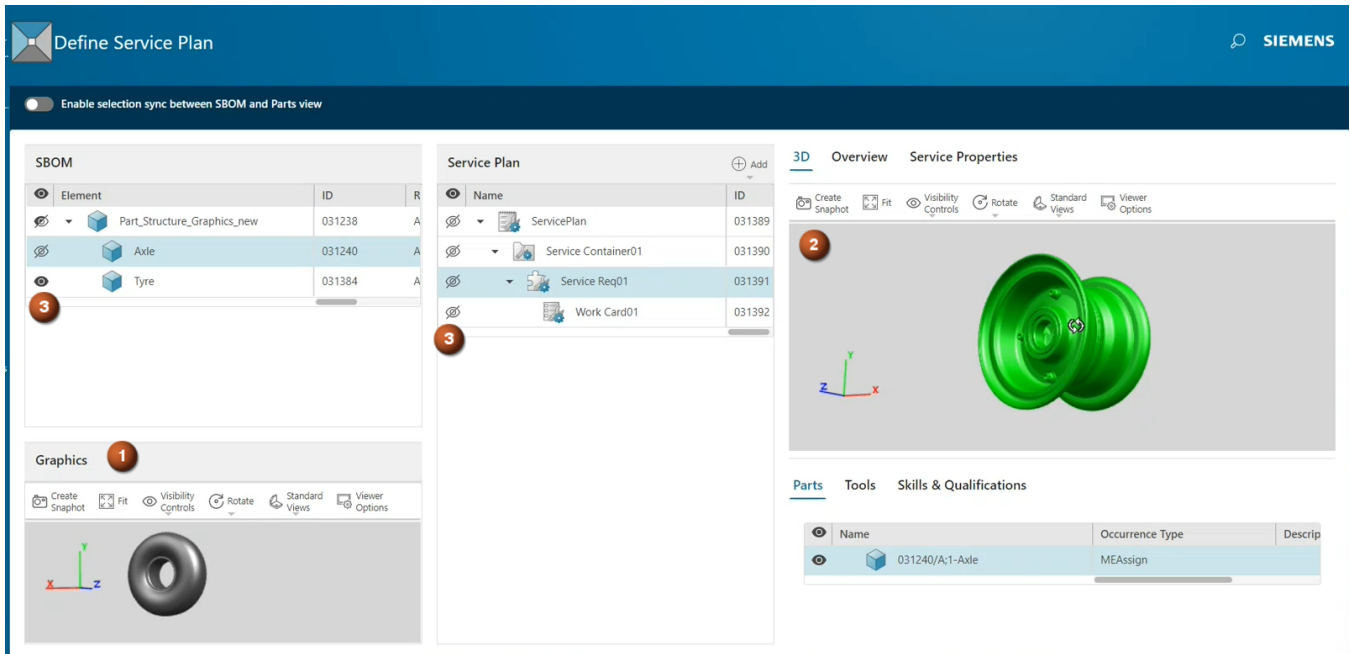 Define Service Plan
SIEMENS
Enable selection sync between SBOM and Parts view
SBOM
Element ID R
Part_Structure_Graphics_new 031238 A
Axle 031240 A
Tyre 031384 A
3
Service Plan
Add
Name ID
ServicePlan 031389
Service Container01 031390
Service Req01 031391
Work Card01 031392
3
3D Overview Service Properties
Create Snaphot Fit Visibility Controls Rotate Standard Views Viewer Options
2
Y
Z X
Graphics 1
Create Snaphot Fit Visibility Controls Rotate Standard Views Viewer Options
Y
X Z
Parts Tools Skills & Qualifications
Name Occurrence Type Descrip
031240/A;1-Axle MEAssign